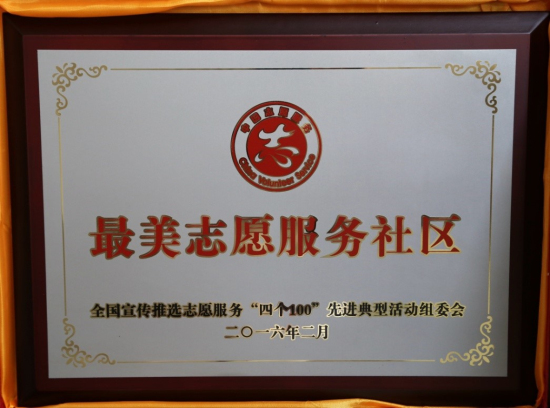 中国志愿服务
China Volunteer Service
最美志愿服务社区
全国宣传推选志愿服务“四个100”先进典型活动组委会
二〇一六年二月